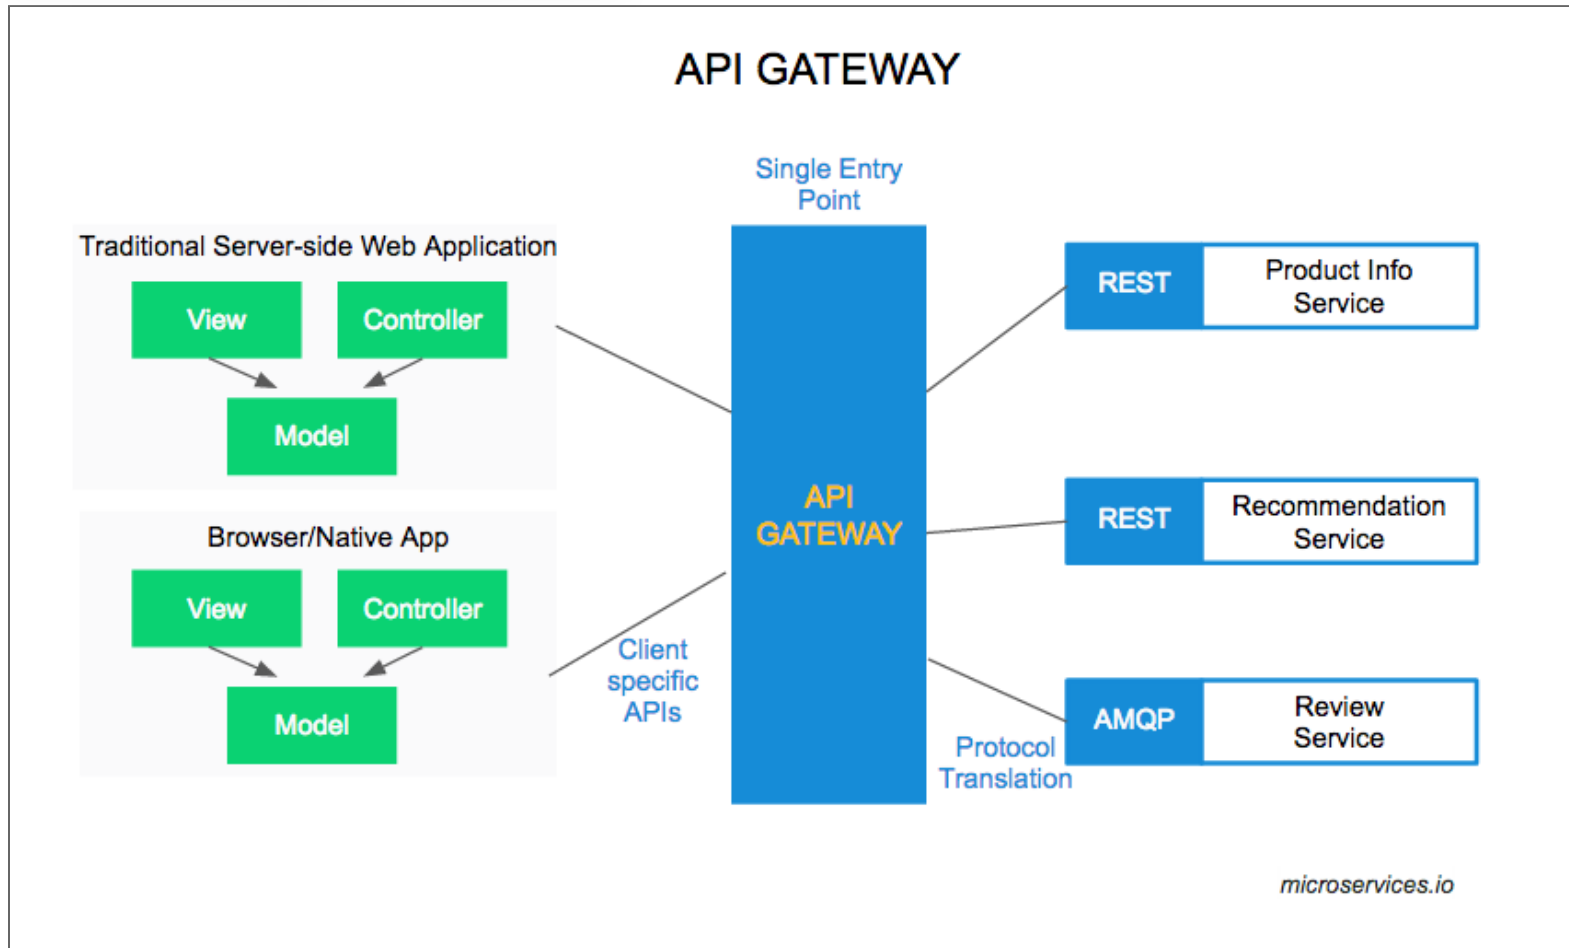 API GATEWAY
Single Entry
Point
Traditional Server-side Web Application
View
Controller
Model
Browser/Native App
View
Controller
Model
Client
specific
APIs
API
GATEWAY
Protocol
Translation
REST
Product Info
Service
REST
Recommendation
Service
AMQP
Review
Service
microservices.io